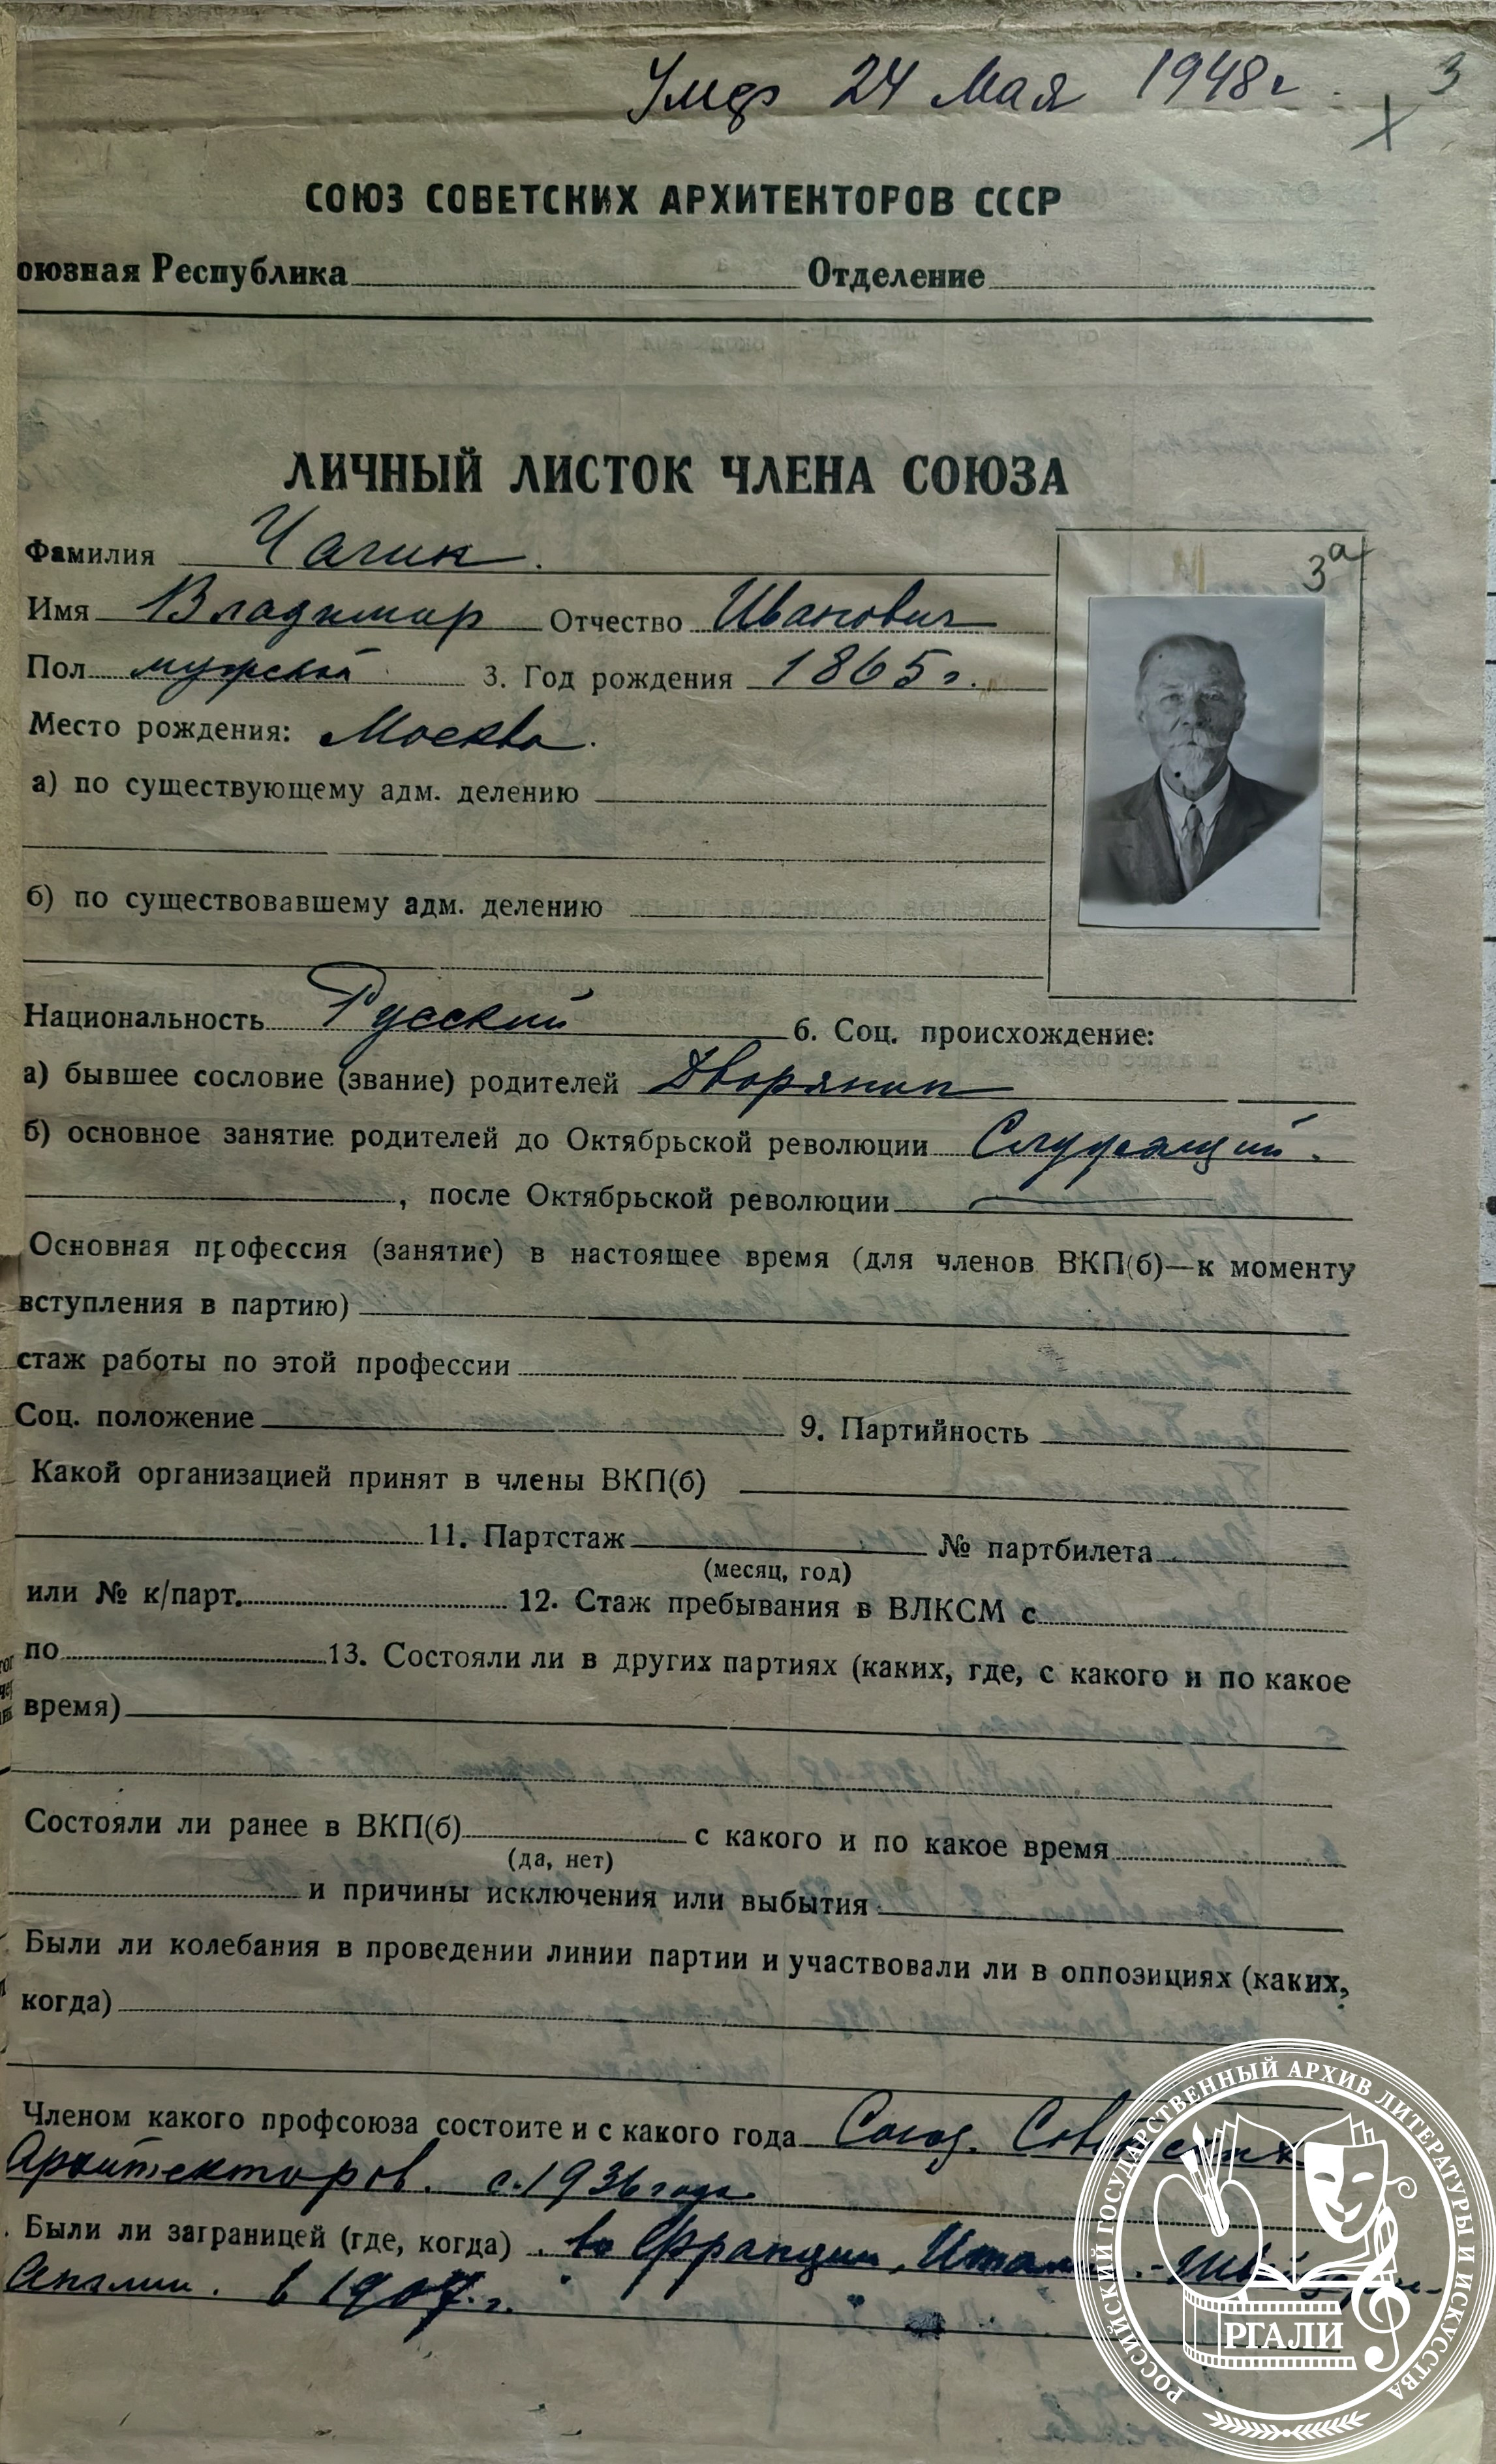 Умер 24 Мая 1948 г.
3
СОЮЗ СОВЕТСКИХ АРХИТЕКТОРОВ СССР
оюзная Республика Отделение
ЛИЧНЫЙ ЛИСТОК ЧЛЕНА СОЮЗА
3а
Фамилия Чагин.
Имя Владимир Отчество Иванович
Пол мужской 3. Год рождения 1865 г.
Место рождения: Москва.
а) по существующему адм. делению
б) по существовавшему адм. делению
Национальность Русский 6. Соц. происхождение:
а) бывшее сословие (звание) родителей Дворянин
б) основное занятие родителей до Октябрьской революции Служащий.
, после Октябрьской революции
Основная профессия (занятие) в настоящее время (для членов ВКП(б)—к моменту
вступления в партию)
стаж работы по этой профессии
Соц. положение 9. Партийность
Какой организацией принят в члены ВКП(б)
11. Партстаж № партбилета
(месяц, год)
или № к/парт. 12. Стаж пребывания в ВЛКСМ с
по 13. Состояли ли в других партиях (каких, где, с какого и по какое
время)
Состояли ли ранее в ВКП(б) с какого и по какое время
(да, нет)
и причины исключения или выбытия
Были ли колебания в проведении линии партии и участвовали ли в оппозициях (каких,
когда)
Членом какого профсоюза состоите и с какого года Союз. Советских
Архитекторов. с 1936 года
Были ли заграницей (где, когда) во Франции,
Англии. в 1907 г.
РОССИЙСКИЙ ГОСУДАРСТВЕННЫЙ АРХИВ ЛИТЕРАТУРЫ И ИСКУССТВА
РГАЛИ